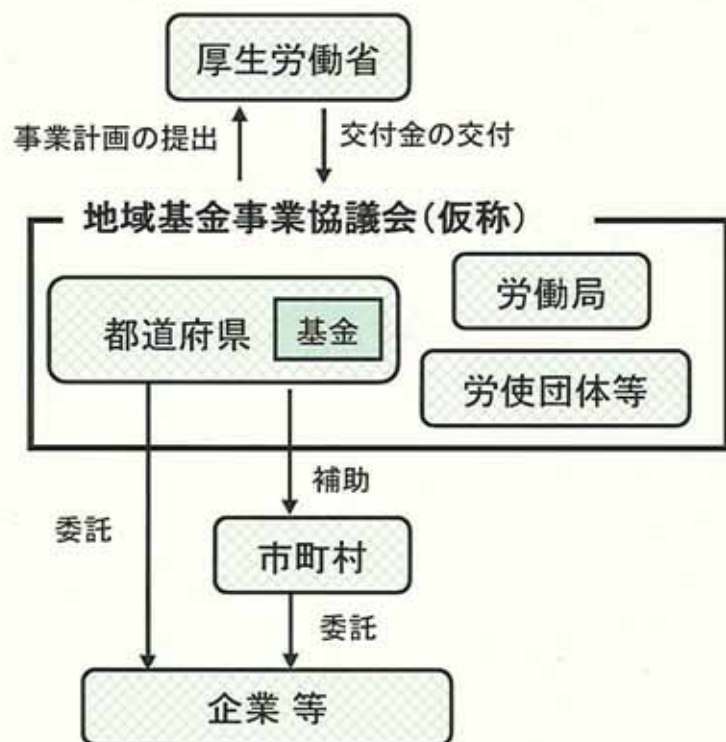 厚生労働省
事業計画の提出
交付金の交付
地域基金事業協議会(仮称)
都道府県
基金
労働局
労使団体等
補助
委託
市町村
委託
企業 等